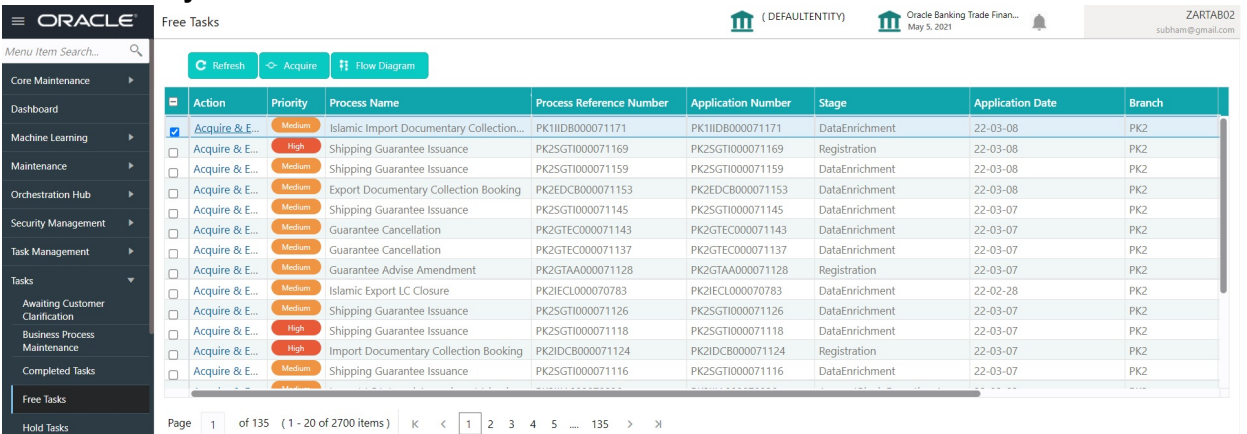 ORACLE Free Tasks ( DEFAULTENTITY) Oracle Banking Trade Finan... ZARTAB02
May 5, 2021 subham@gmail.com
Menu Item Search...
Refresh Acquire Flow Diagram
Core Maintenance
Dashboard
Machine Learning
Maintenance
Orchestration Hub
Security Management
Task Management
Tasks
Awaiting Customer
Clarification
Business Process
Maintenance
Completed Tasks
Free Tasks
Hold Tasks
Action Priority Process Name Process Reference Number Application Number Stage Application Date Branch
Acquire & E... Medium Islamic Import Documentary Collection... PK1IIDB000071171 PK1IIDB000071171 DataEnrichment 22-03-08 PK2
Acquire & E... High Shipping Guarantee Issuance PK2SGTI000071169 PK2SGTI000071169 Registration 22-03-08 PK2
Acquire & E... Medium Shipping Guarantee Issuance PK2SGTI000071159 PK2SGTI000071159 DataEnrichment 22-03-08 PK2
Acquire & E... Medium Export Documentary Collection Booking PK2EDCB000071153 PK2EDCB000071153 DataEnrichment 22-03-08 PK2
Acquire & E... Medium Shipping Guarantee Issuance PK2SGTI000071145 PK2SGTI000071145 DataEnrichment 22-03-07 PK2
Acquire & E... Medium Guarantee Cancellation PK2GTEC000071143 PK2GTEC000071143 DataEnrichment 22-03-07 PK2
Acquire & E... Medium Guarantee Cancellation PK2GTEC000071137 PK2GTEC000071137 DataEnrichment 22-03-07 PK2
Acquire & E... Medium Guarantee Advise Amendment PK2GTAA000071128 PK2GTAA000071128 Registration 22-03-07 PK2
Acquire & E... Medium Islamic Export LC Closure PK2IECL000070783 PK2IECL000070783 DataEnrichment 22-02-28 PK2
Acquire & E... Medium Shipping Guarantee Issuance PK2SGTI000071126 PK2SGTI000071126 DataEnrichment 22-03-07 PK2
Acquire & E... High Shipping Guarantee Issuance PK2SGTI000071118 PK2SGTI000071118 DataEnrichment 22-03-07 PK2
Acquire & E... High Import Documentary Collection Booking PK2IDCB000071124 PK2IDCB000071124 Registration 22-03-07 PK2
Acquire & E... Medium Shipping Guarantee Issuance PK2SGTI000071116 PK2SGTI000071116 DataEnrichment 22-03-07 PK2
Page 1 of 135 ( 1 - 20 of 2700 items ) 1 2 3 4 5 .... 135